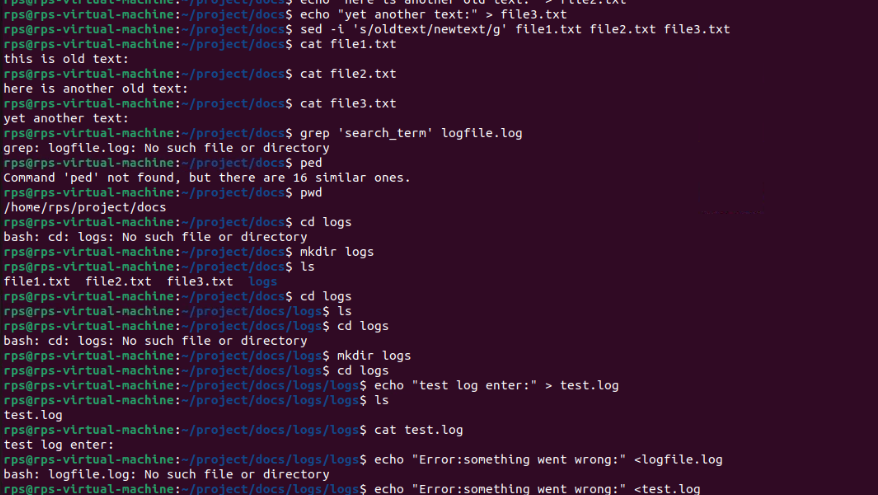 rps@rps-virtual-machine:~/project/docs$ echo "here is another old text:" > file2.txt
rps@rps-virtual-machine:~/project/docs$ echo "yet another text:" > file3.txt
rps@rps-virtual-machine:~/project/docs$ sed -i 's/oldtext/newtext/g' file1.txt file2.txt file3.txt
rps@rps-virtual-machine:~/project/docs$ cat file1.txt
this is old text:
rps@rps-virtual-machine:~/project/docs$ cat file2.txt
here is another old text:
rps@rps-virtual-machine:~/project/docs$ cat file3.txt
yet another text:
rps@rps-virtual-machine:~/project/docs$ grep 'search_term' logfile.log
grep: logfile.log: No such file or directory
rps@rps-virtual-machine:~/project/docs$ ped
Command 'ped' not found, but there are 16 similar ones.
rps@rps-virtual-machine:~/project/docs$ pwd
/home/rps/project/docs
rps@rps-virtual-machine:~/project/docs$ cd logs
bash: cd: logs: No such file or directory
rps@rps-virtual-machine:~/project/docs$ mkdir logs
rps@rps-virtual-machine:~/project/docs$ ls
file1.txt  file2.txt  file3.txt  logs
rps@rps-virtual-machine:~/project/docs$ cd logs
rps@rps-virtual-machine:~/project/docs/logs$ ls
rps@rps-virtual-machine:~/project/docs/logs$ cd logs
bash: cd: logs: No such file or directory
rps@rps-virtual-machine:~/project/docs/logs$ mkdir logs
rps@rps-virtual-machine:~/project/docs/logs$ cd logs
rps@rps-virtual-machine:~/project/docs/logs/logs$ echo "test log enter:" > test.log
rps@rps-virtual-machine:~/project/docs/logs/logs$ ls
test.log
rps@rps-virtual-machine:~/project/docs/logs/logs$ cat test.log
test log enter:
rps@rps-virtual-machine:~/project/docs/logs/logs$ echo "Error:something went wrong:" <logfile.log
bash: logfile.log: No such file or directory
rps@rps-virtual-machine:~/project/docs/logs/logs$ echo "Error:something went wrong:" <test.log